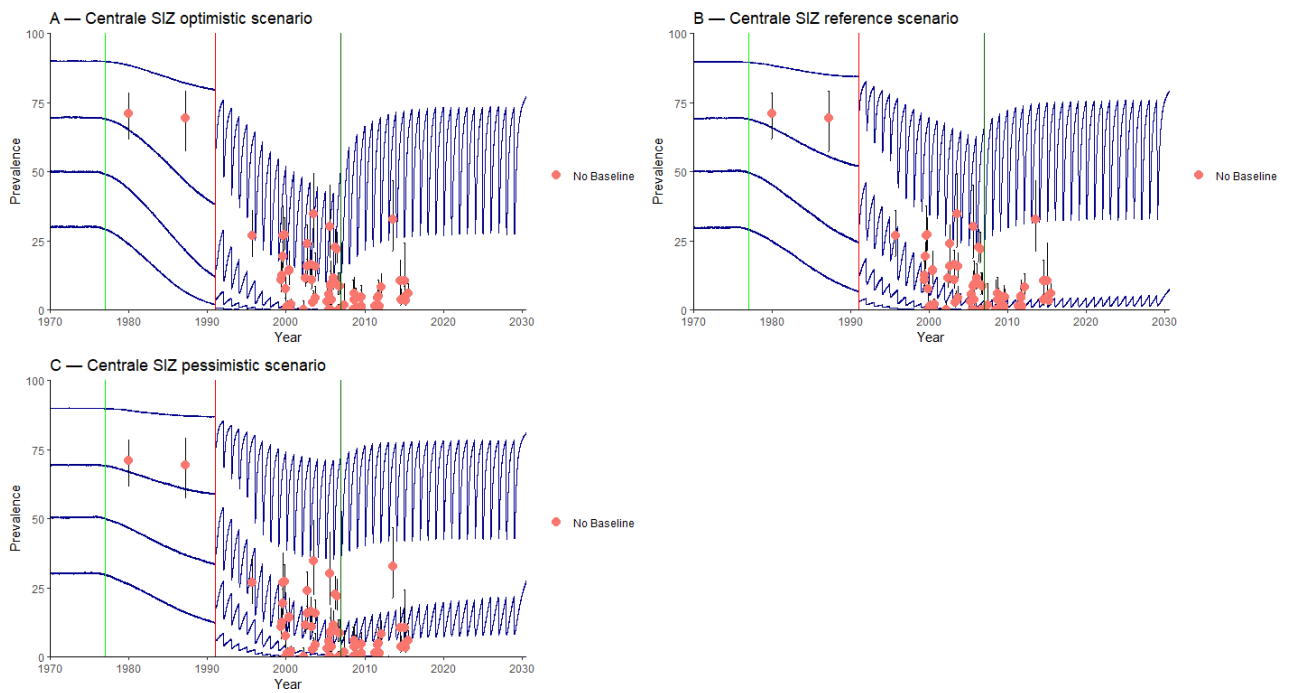 A — Centrale SIZ optimistic scenario
100
75
50
25
0
Prevalence
1970 1980 1990 2000 2010 2020 2030
Year
No Baseline
B — Centrale SIZ reference scenario
100
75
50
25
0
Prevalence
1970 1980 1990 2000 2010 2020 2030
Year
No Baseline
C — Centrale SIZ pessimistic scenario
100
75
50
25
0
Prevalence
1970 1980 1990 2000 2010 2020 2030
Year
No Baseline